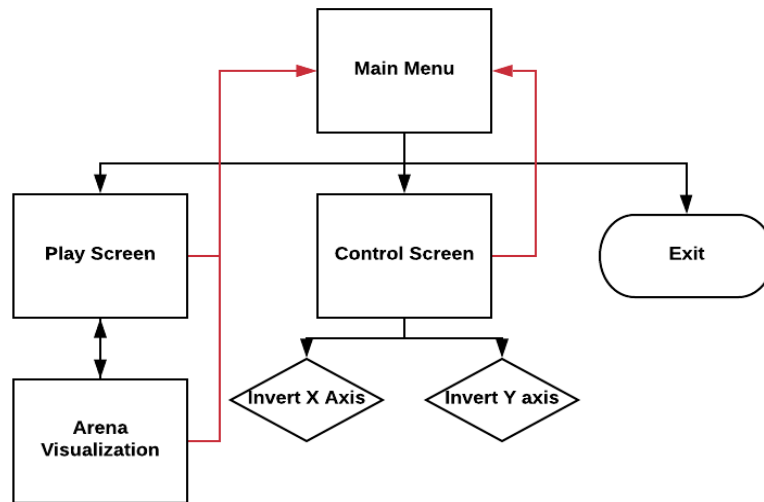 Main Menu
Play Screen
Control Screen
Exit
Invert X Axis
Invert Y axis
Arena
Visualization